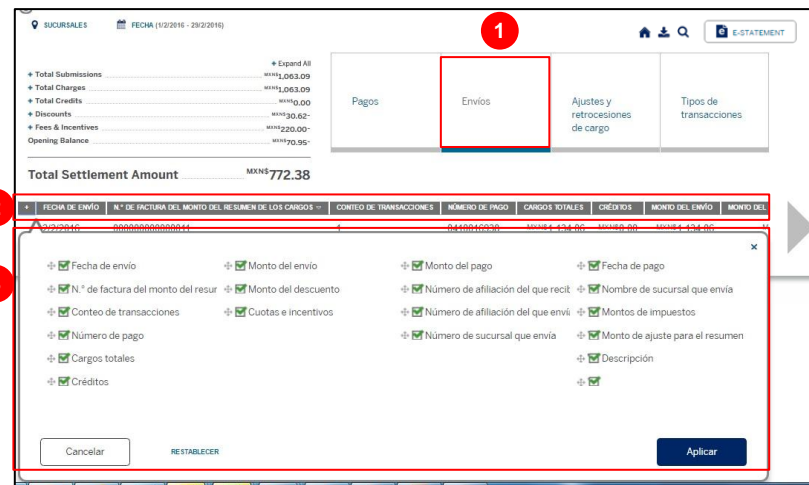 SUCURSALES FECHA (1/2/2016 - 29/2/2016)
1
E-STATEMENT
+ Expand All
+ Total Submissions MXN$1,063.09
+ Total Charges MXN$1,063.09
+ Total Credits MXN$0.00
+ Discounts MXN$30.62-
+ Fees & Incentives MXN$220.00-
Opening Balance MXN$70.95-
Total Settlement Amount MXN$772.38
Pagos
Envíos
Ajustes y
retrocesiones
de cargo
Tipos de
transacciones
+ FECHA DE ENVÍO N.° DE FACTURA DEL MONTO DEL RESUMEN DE LOS CARGOS CONTEO DE TRANSACCIONES NÚMERO DE PAGO CARGOS TOTALES CRÉDITOS MONTO DEL ENVÍO MONTO DEL
2/2/2016 1
x
Fecha de envío Monto del envío Monto del pago Fecha de pago
N.° de factura del monto del resur Monto del descuento Número de afiliación del que recit Nombre de sucursal que envía
Conteo de transacciones Cuotas e incentivos Número de afiliación del que enví Montos de impuestos
Número de pago Número de sucursal que envía Monto de ajuste para el resumen
Cargos totales Descripción
Créditos
Cancelar RESTABLECER Aplicar